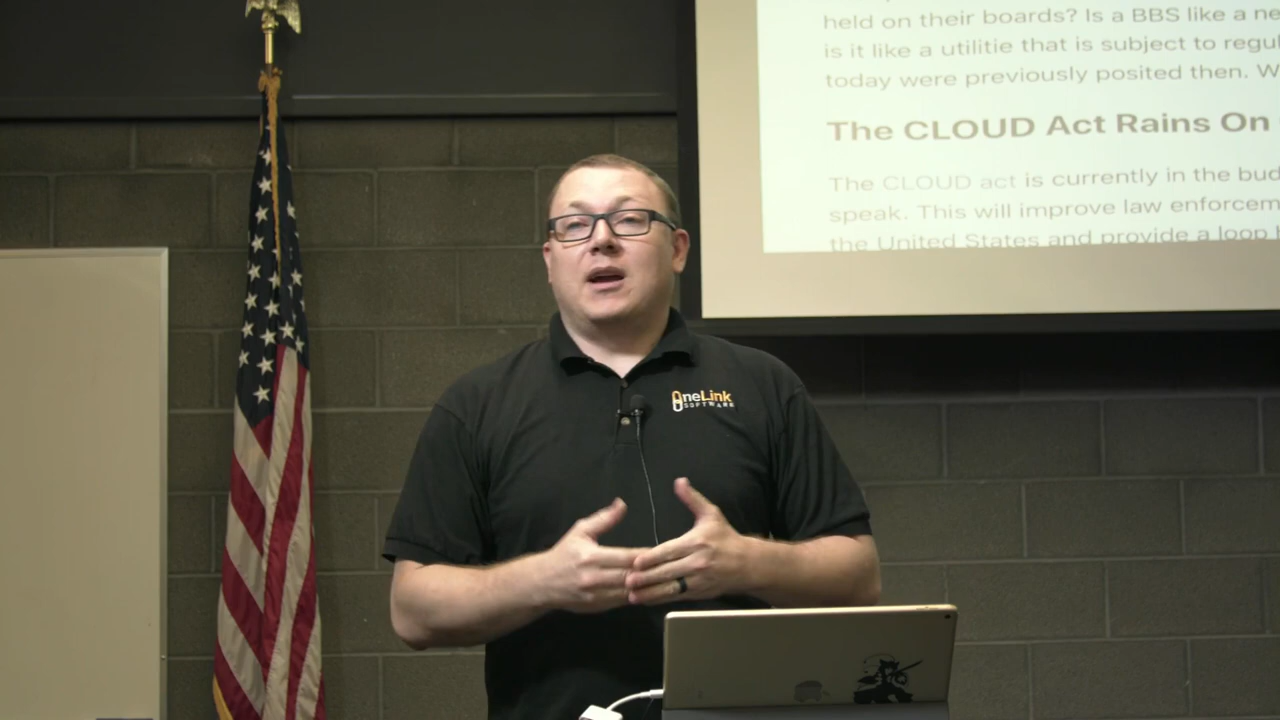 held on their boards? Is a BBS like a ne
is it like a utilitie that is subject to regul
today were previously posited then. W
The CLOUD Act Rains On
The CLOUD act is currently in the bud
speak. This will improve law enforcem
the United States and provide a loop h
OneLink
SOFTWARE